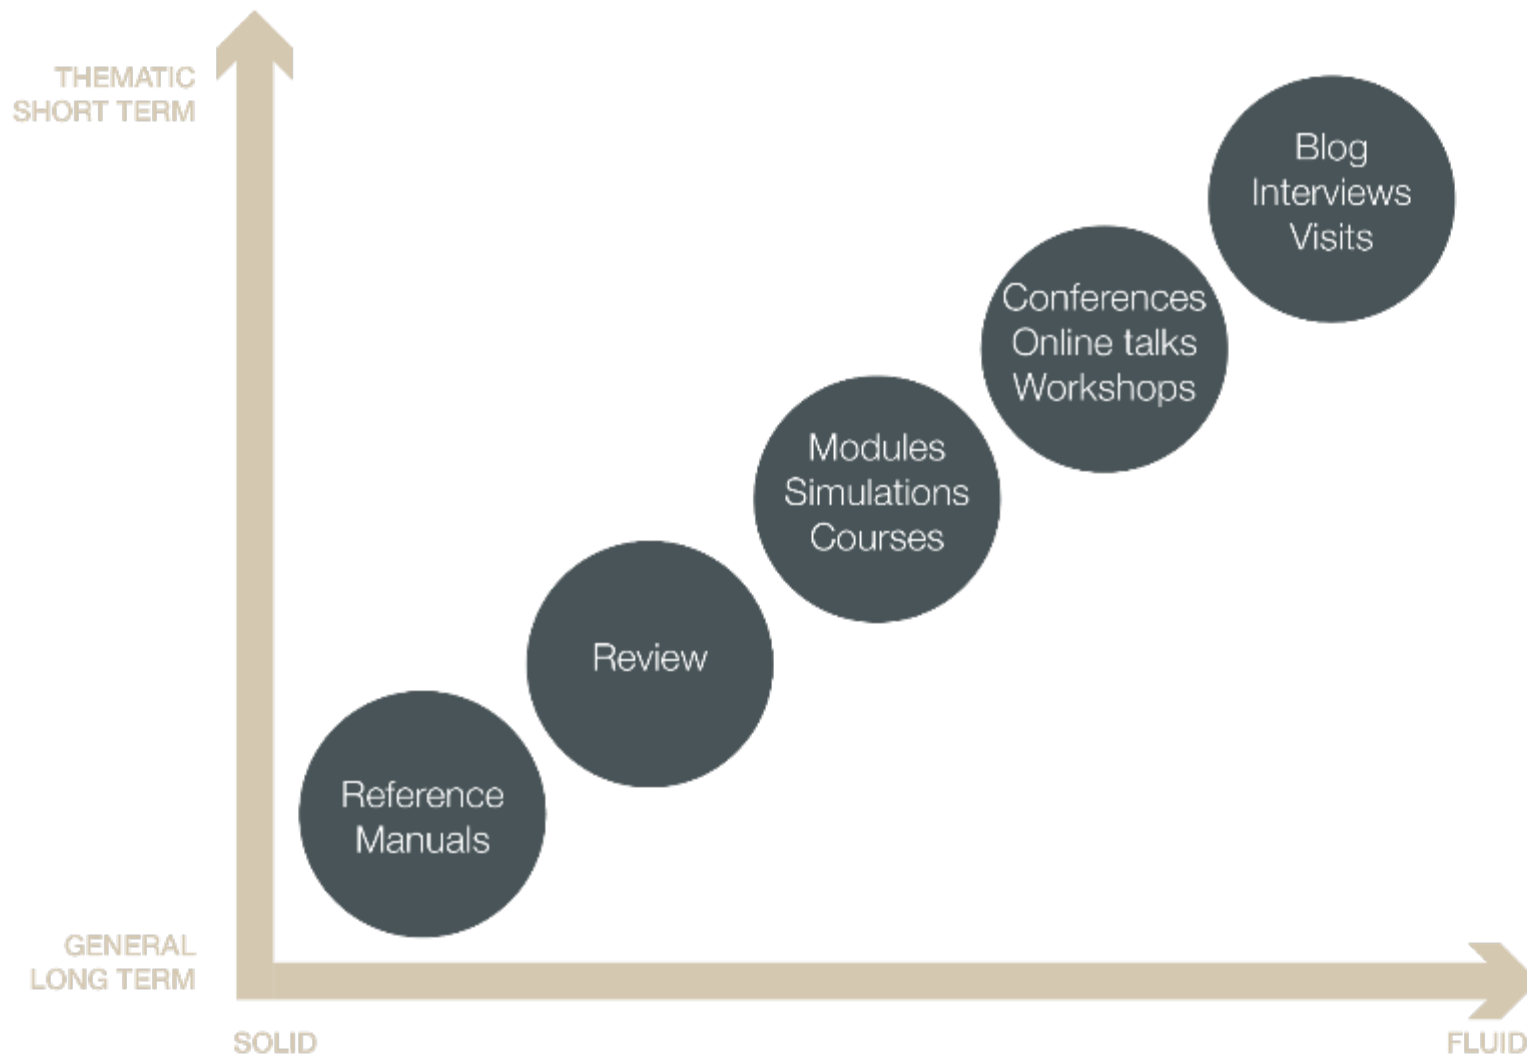 THEMATIC
SHORT TERM
Blog
Interviews
Visits
Conferences
Online talks
Workshops
Modules
Simulations
Courses
Review
Reference
Manuals
GENERAL
LONG TERM
SOLID
FLUID